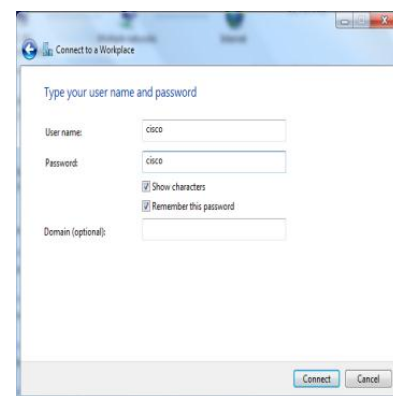 Connect to a Workplace
Type your user name and password
User name: cisco
Password: cisco
Show characters
Remember this password
Domain (optional):
Connect Cancel